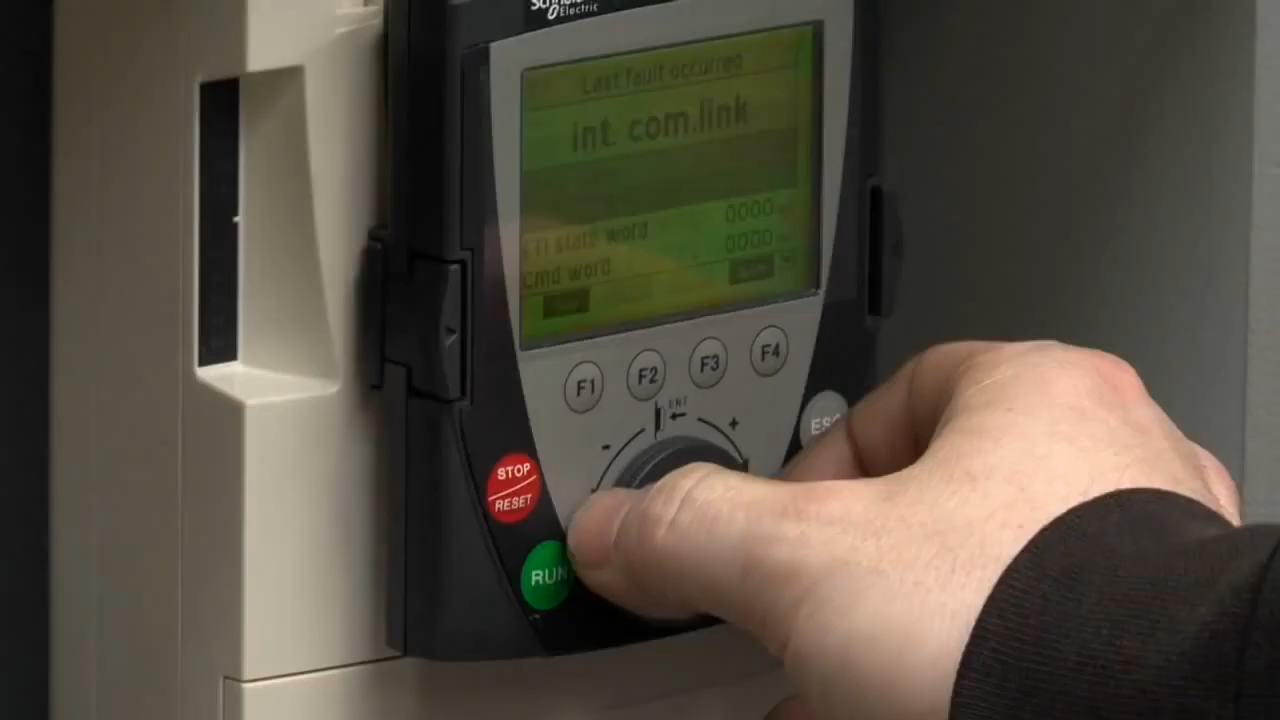 Schneider
Electric
Last fault occurred
int. com.link
ETI state word 0000
Cmd word 0000
F1 F2 F3 F4
ENT
- +
ESC
STOP
RESET
RUN